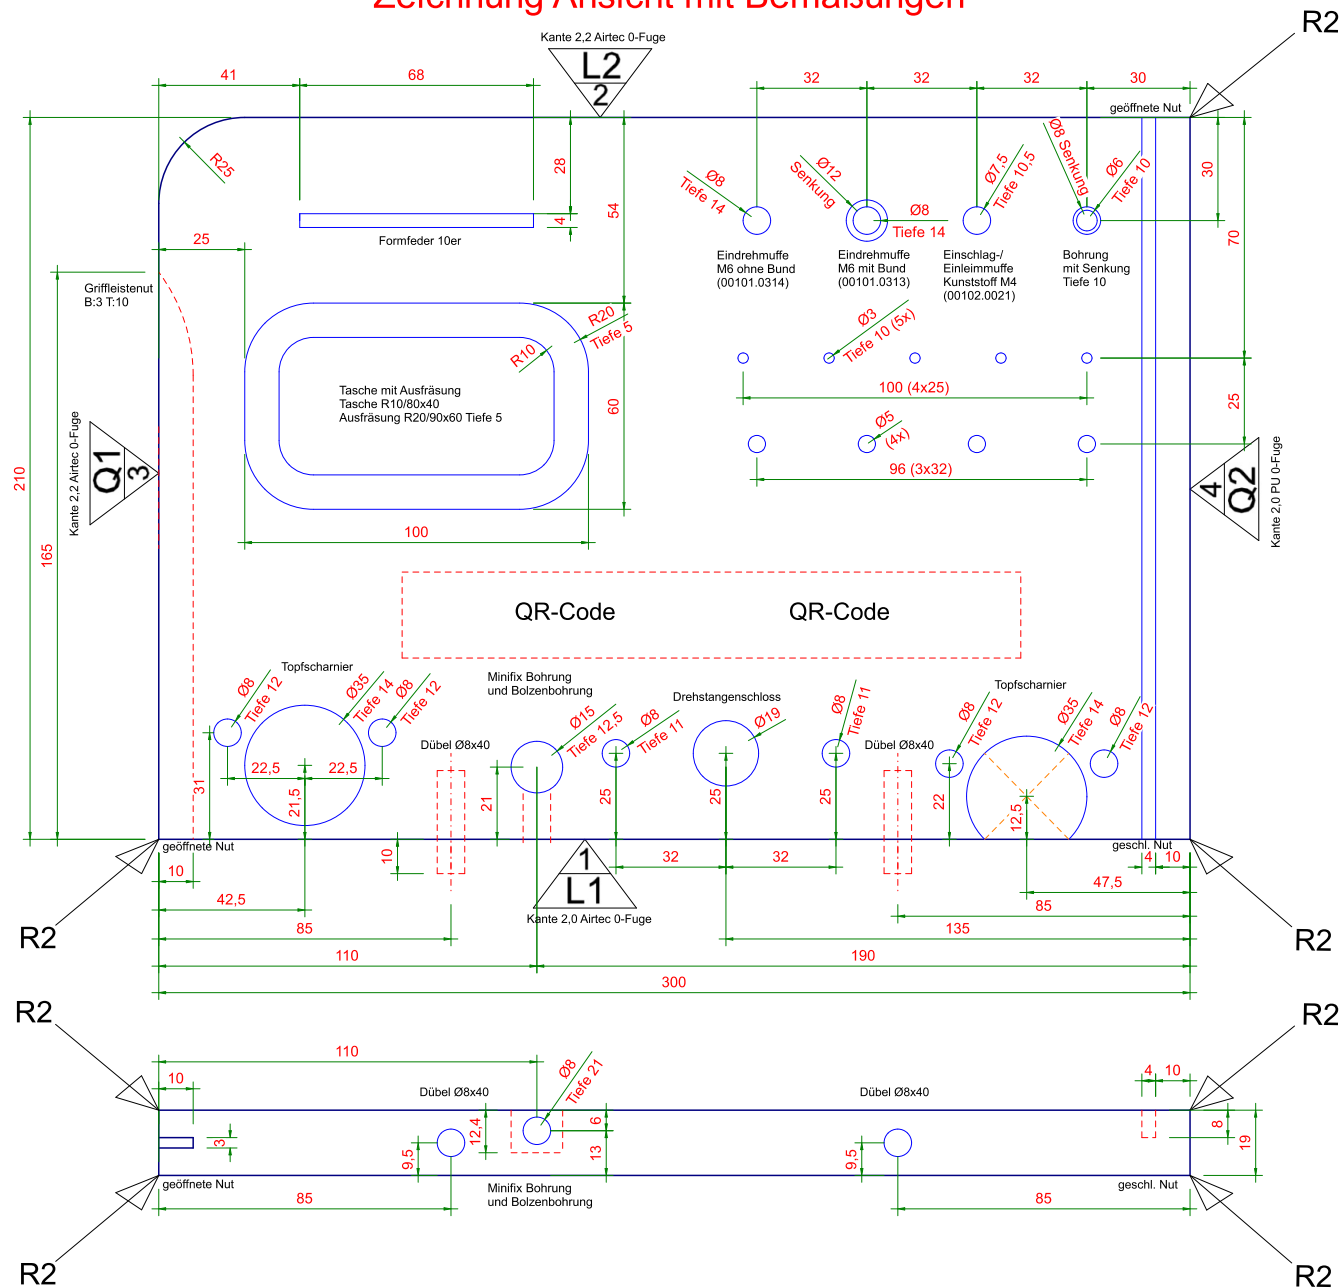 Zeichnung Ansicht mit Bemaßungen
R2
Kante 2,2 Airtec 0-Fuge
L2
2
41
68
32
32
32
30
geöffnete Nut
R25
28
4
54
Formfeder 10er
25
Ø8
Tiefe 14
Ø12
Senkung
Ø8
Tiefe 14
Ø7,5
Tiefe 10,5
Ø8 Senkung
Ø6
Tiefe 10
30
70
Eindrehmuffe
M6 ohne Bund
(00101.0314)
Eindrehmuffe
M6 mit Bund
(00101.0313)
Einschlag-/
Einleimmuffe
Kunststoff M4
(00102.0021)
Bohrung
mit Senkung
Tiefe 10
Griffleistenut
B:3 T:10
R20
Tiefe 5
R10
Ø3
Tiefe 10 (5x)
Tasche mit Ausfräsung
Tasche R10/80x40
Ausfräsung R20/90x60 Tiefe 5
60
100 (4x25)
25
Ø5
(4x)
96 (3x32)
210
165
Kante 2,2 Airtec 0-Fuge
Q1
3
4
Q2
Kante 2,0 PU 0-Fuge
100
QR-Code
QR-Code
Topfscharnier
Ø8
Tiefe 12
Ø35
Tiefe 14
Ø8
Tiefe 12
Minifix Bohrung
und Bolzenbohrung
Ø15
Tiefe 12,5
Ø8
Tiefe 11
Drehstangenschloss
Ø19
Ø8
Tiefe 11
Topfscharnier
Ø8
Tiefe 12
Ø35
Tiefe 14
Ø8
Tiefe 12
Dübel Ø8x40
Dübel Ø8x40
22,5
22,5
31
21,5
21
25
25
25
22
12,5
geöffnete Nut
geschl. Nut
10
10
1
L1
Kante 2,0 Airtec 0-Fuge
32
32
4
10
42,5
47,5
85
85
135
110
190
300
R2
R2
R2
R2
110
10
Dübel Ø8x40
Ø8
Tiefe 21
Dübel Ø8x40
4
10
3
9,5
12,4
6
13
9,5
8
19
geöffnete Nut
geschl. Nut
Minifix Bohrung
und Bolzenbohrung
85
85
R2
R2